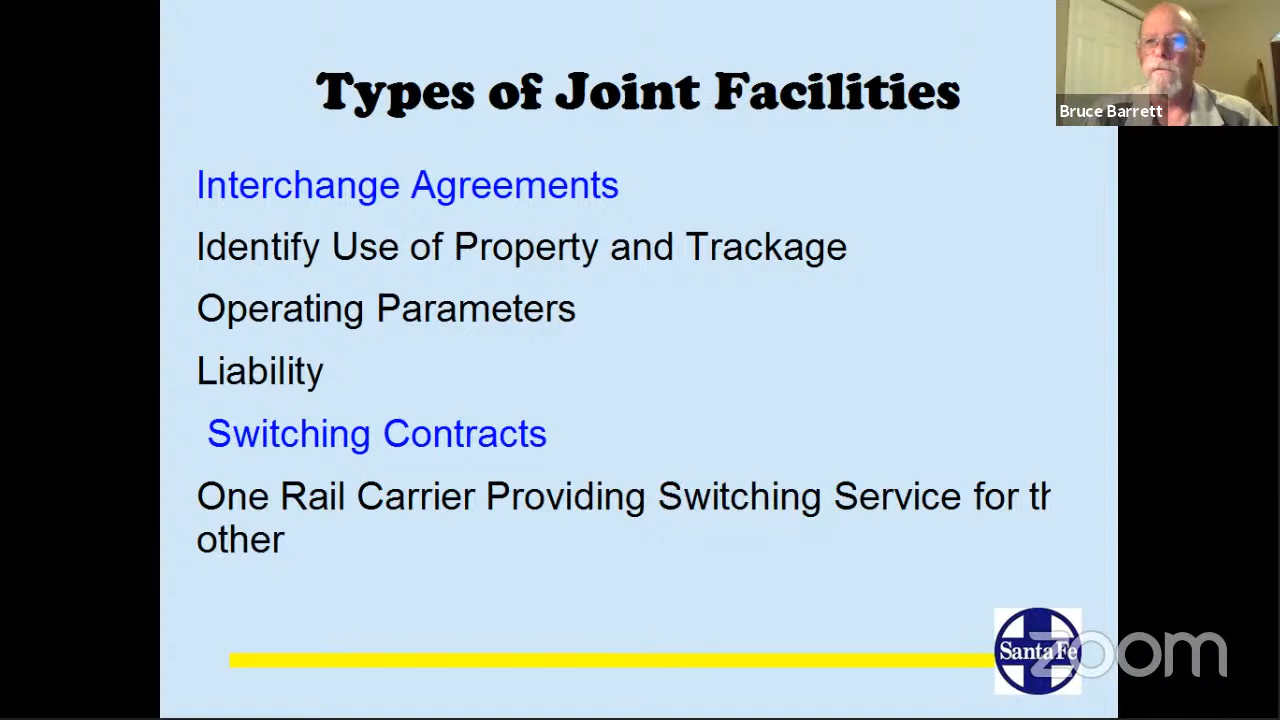 Types of Joint Facilities
Bruce Barrett
Interchange Agreements
Identify Use of Property and Trackage
Operating Parameters
Liability
Switching Contracts
One Rail Carrier Providing Switching Service for th
other
Santa Fe
zoom